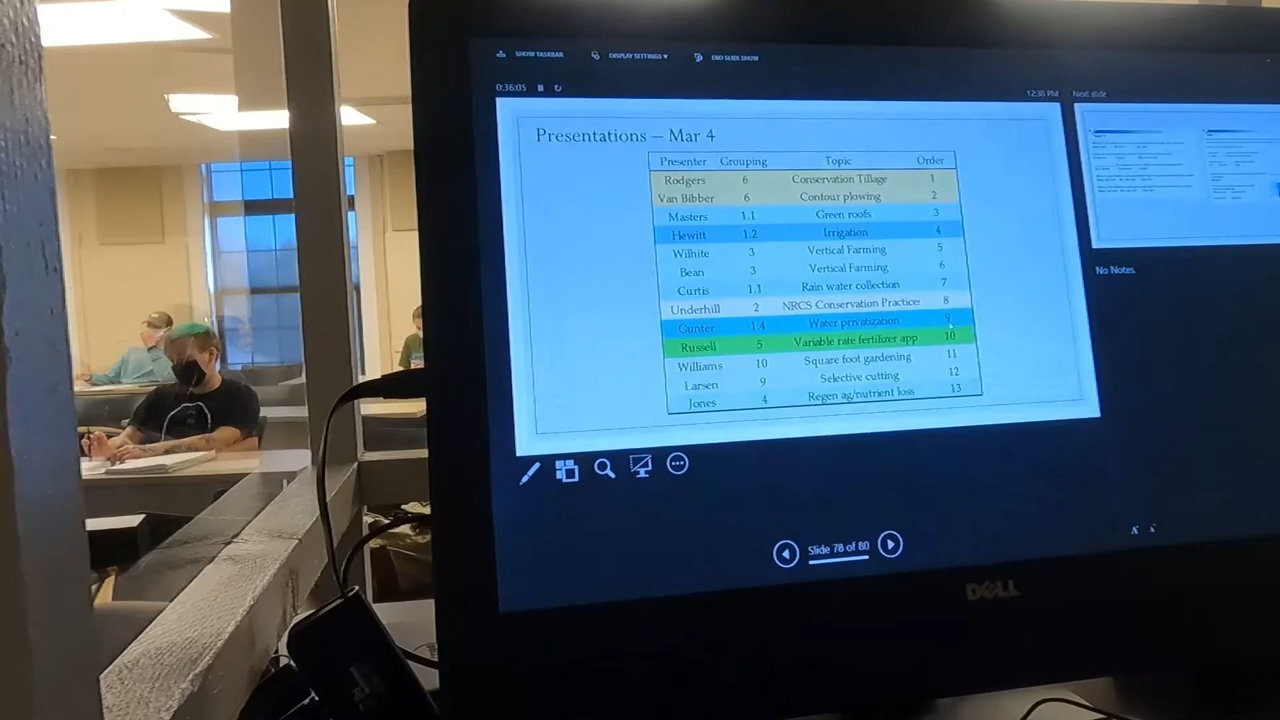 SHOW TASKBAR DISPLAY SETTINGS ▾ END SLIDE SHOW
0:36:05 12:38 PM Next slide
Presentations – Mar 4
Presenter Grouping Topic Order
Rodgers 6 Conservation Tillage 1
Van Bibber 6 Contour plowing 2
Masters 1.1 Green roofs 3
Hewitt 1.2 Irrigation 4
Wilhite 3 Vertical Farming 5
Bean 3 Vertical Farming 6
Curtis 1.1 Rain water collection 7
Underhill 2 NRCS Conservation Practices 8
Gunter 1.4 Water privatization 9
Russell 5 Variable rate fertilizer app 10
Williams 10 Square foot gardening 11
Larsen 9 Selective cutting 12
Jones 4 Regen ag/nutrient loss 13
No Notes.
Slide 78 of 80
A A
DELL